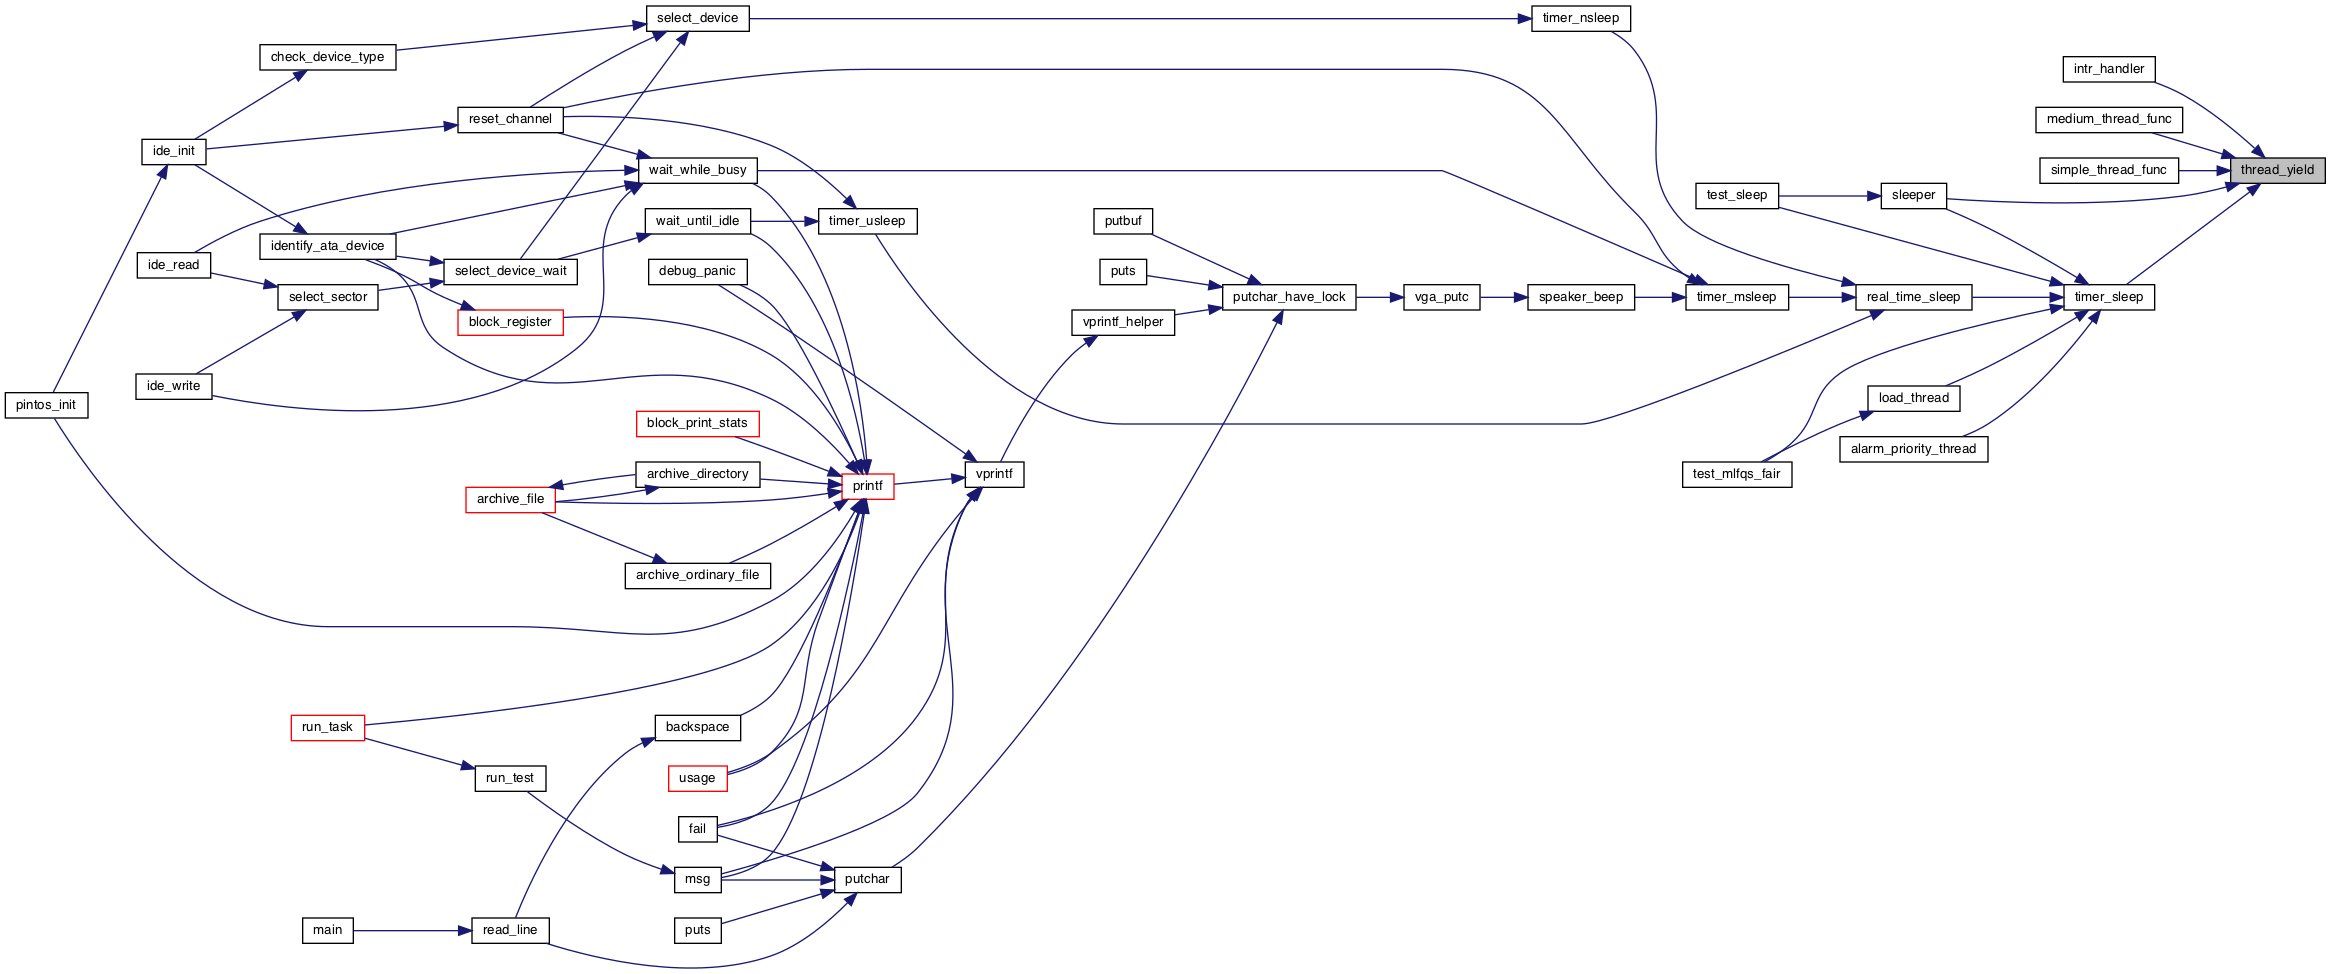 select_device
timer_nsleep
check_device_type
intr_handler
reset_channel
medium_thread_func
ide_init
wait_while_busy
simple_thread_func
thread_yield
test_sleep
sleeper
wait_until_idle
timer_usleep
putbuf
identify_ata_device
ide_read
select_device_wait
debug_panic
puts
select_sector
putchar_have_lock
vga_putc
speaker_beep
timer_msleep
real_time_sleep
timer_sleep
block_register
vprintf_helper
ide_write
load_thread
pintos_init
block_print_stats
alarm_priority_thread
archive_directory
vprintf
test_mlfqs_fair
printf
archive_file
archive_ordinary_file
run_task
backspace
run_test
usage
fail
msg
putchar
main
read_line
puts